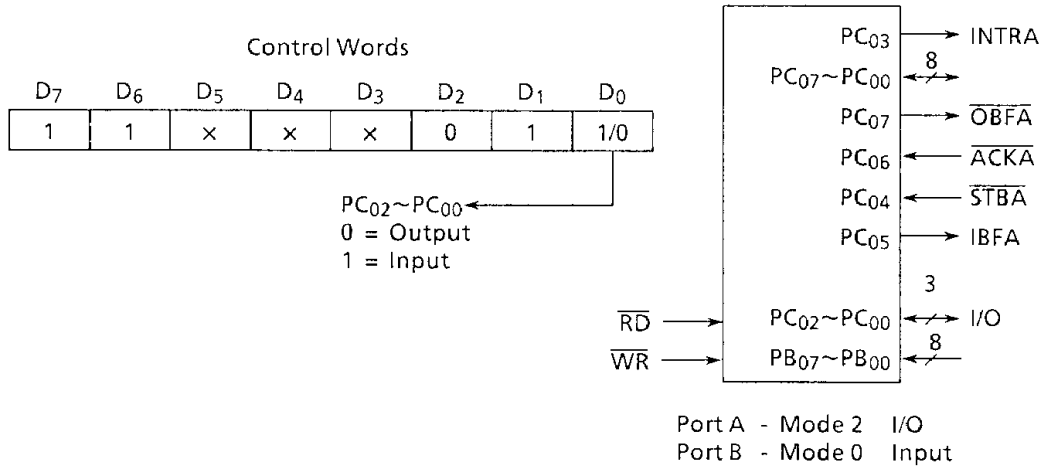 Control Words
D7 D6 D5 D4 D3 D2 D1 D0
1 1 × × × 0 1 1/0
PC02~PC00
0 = Output
1 = Input
PC03 INTRA
8
PC07~PC00
PC07 OBFA
PC06 ACKA
PC04 STBA
PC05 IBFA
3
RD PC02~PC00 I/O
8
WR PB07~PB00
Port A - Mode 2 I/O
Port B - Mode 0 Input